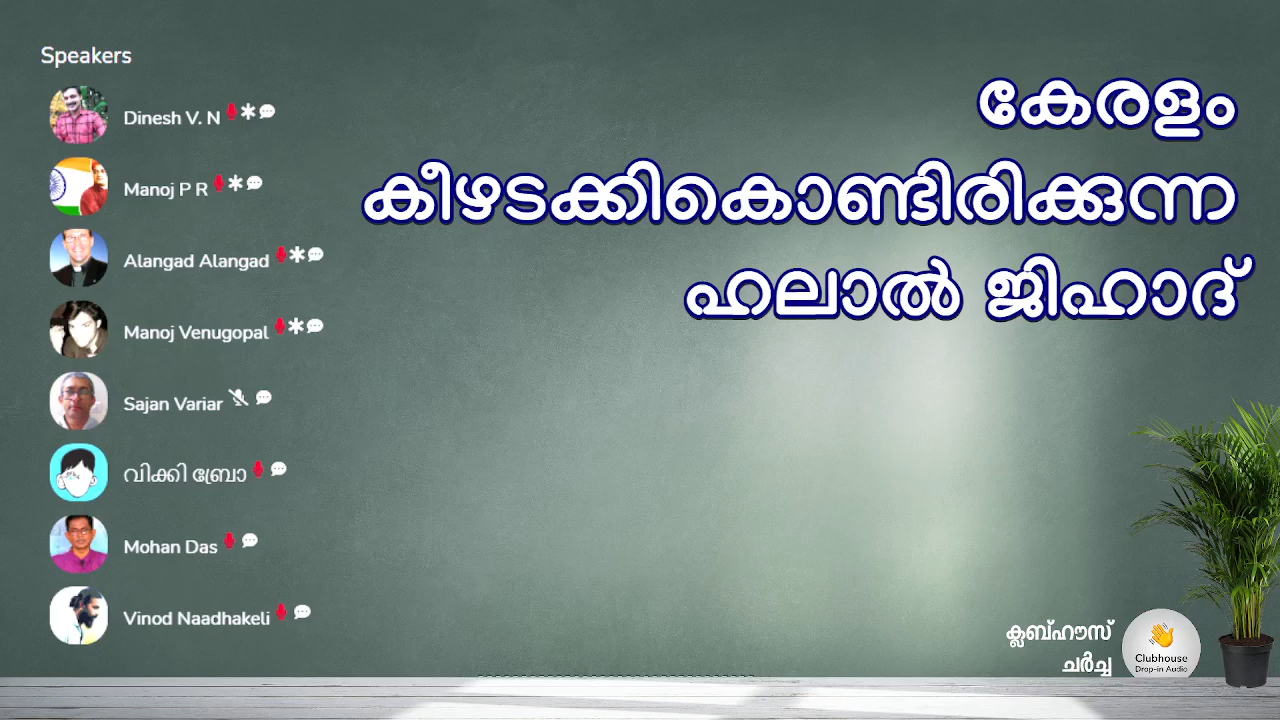 Speakers
Dinesh V. N
Manoj P R
Alangad Alangad
Manoj Venugopal
Sajan Variar
വിക്കി ബ്രോ
Mohan Das
Vinod Naadhakeli
കേരളം
കീഴടക്കികൊണ്ടിരിക്കുന്ന
ഹലാൽ ജിഹാദ്
ക്ലബ്ഹൗസ്
ചർച്ച
Clubhouse
Drop-in Audio